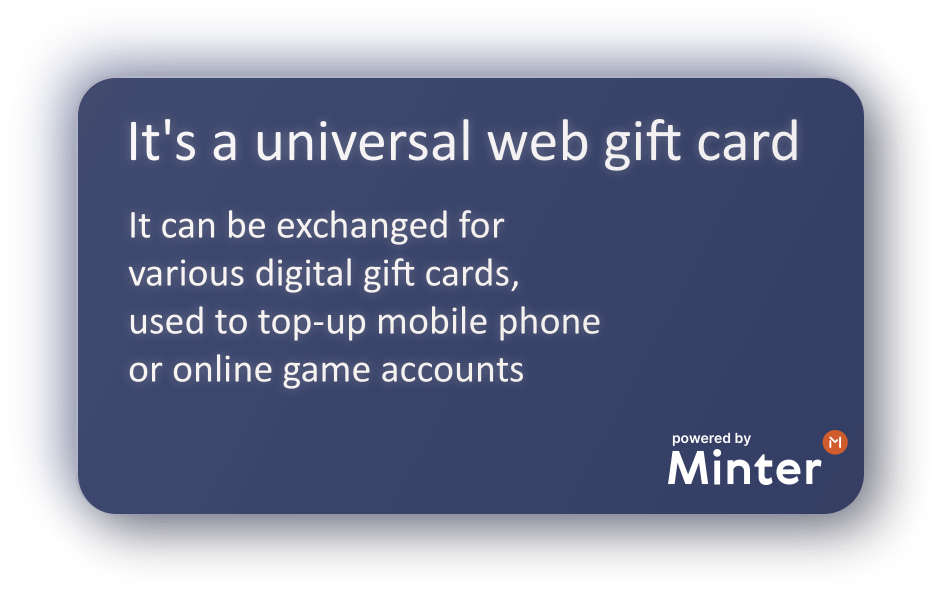 It's a universal web gift card
It can be exchanged for
various digital gift cards,
used to top-up mobile phone
or online game accounts
powered by
Minter
M